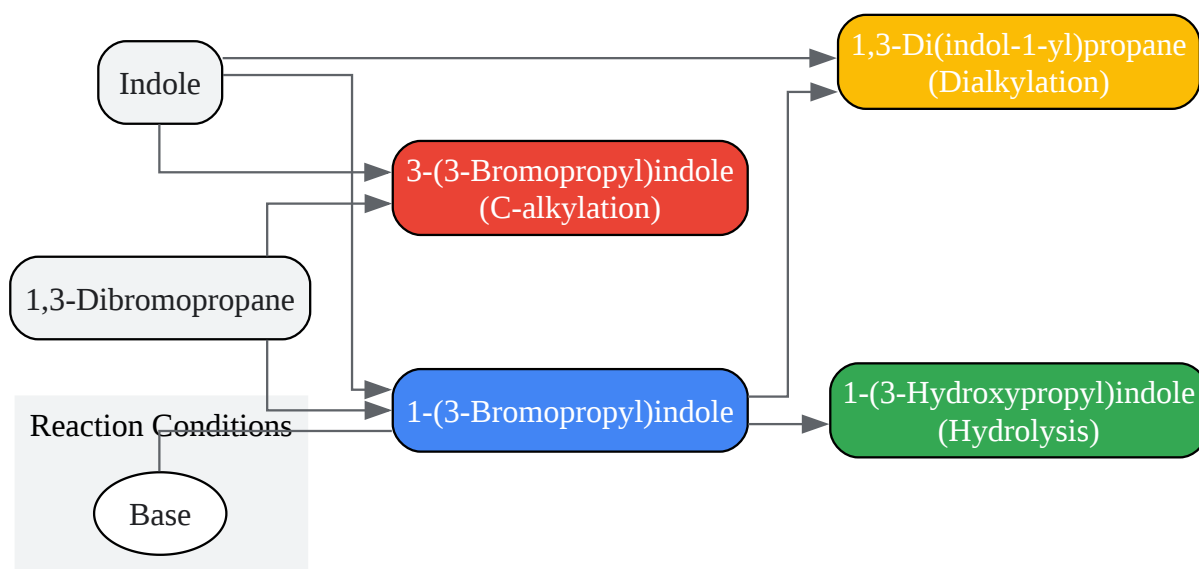 Indole
1,3-Di(indol-1-yl)propane
(Dialkylation)
3-(3-Bromopropyl)indole
(C-alkylation)
1,3-Dibromopropane
1-(3-Bromopropyl)indole
1-(3-Hydroxypropyl)indole
(Hydrolysis)
Reaction Conditions
Base